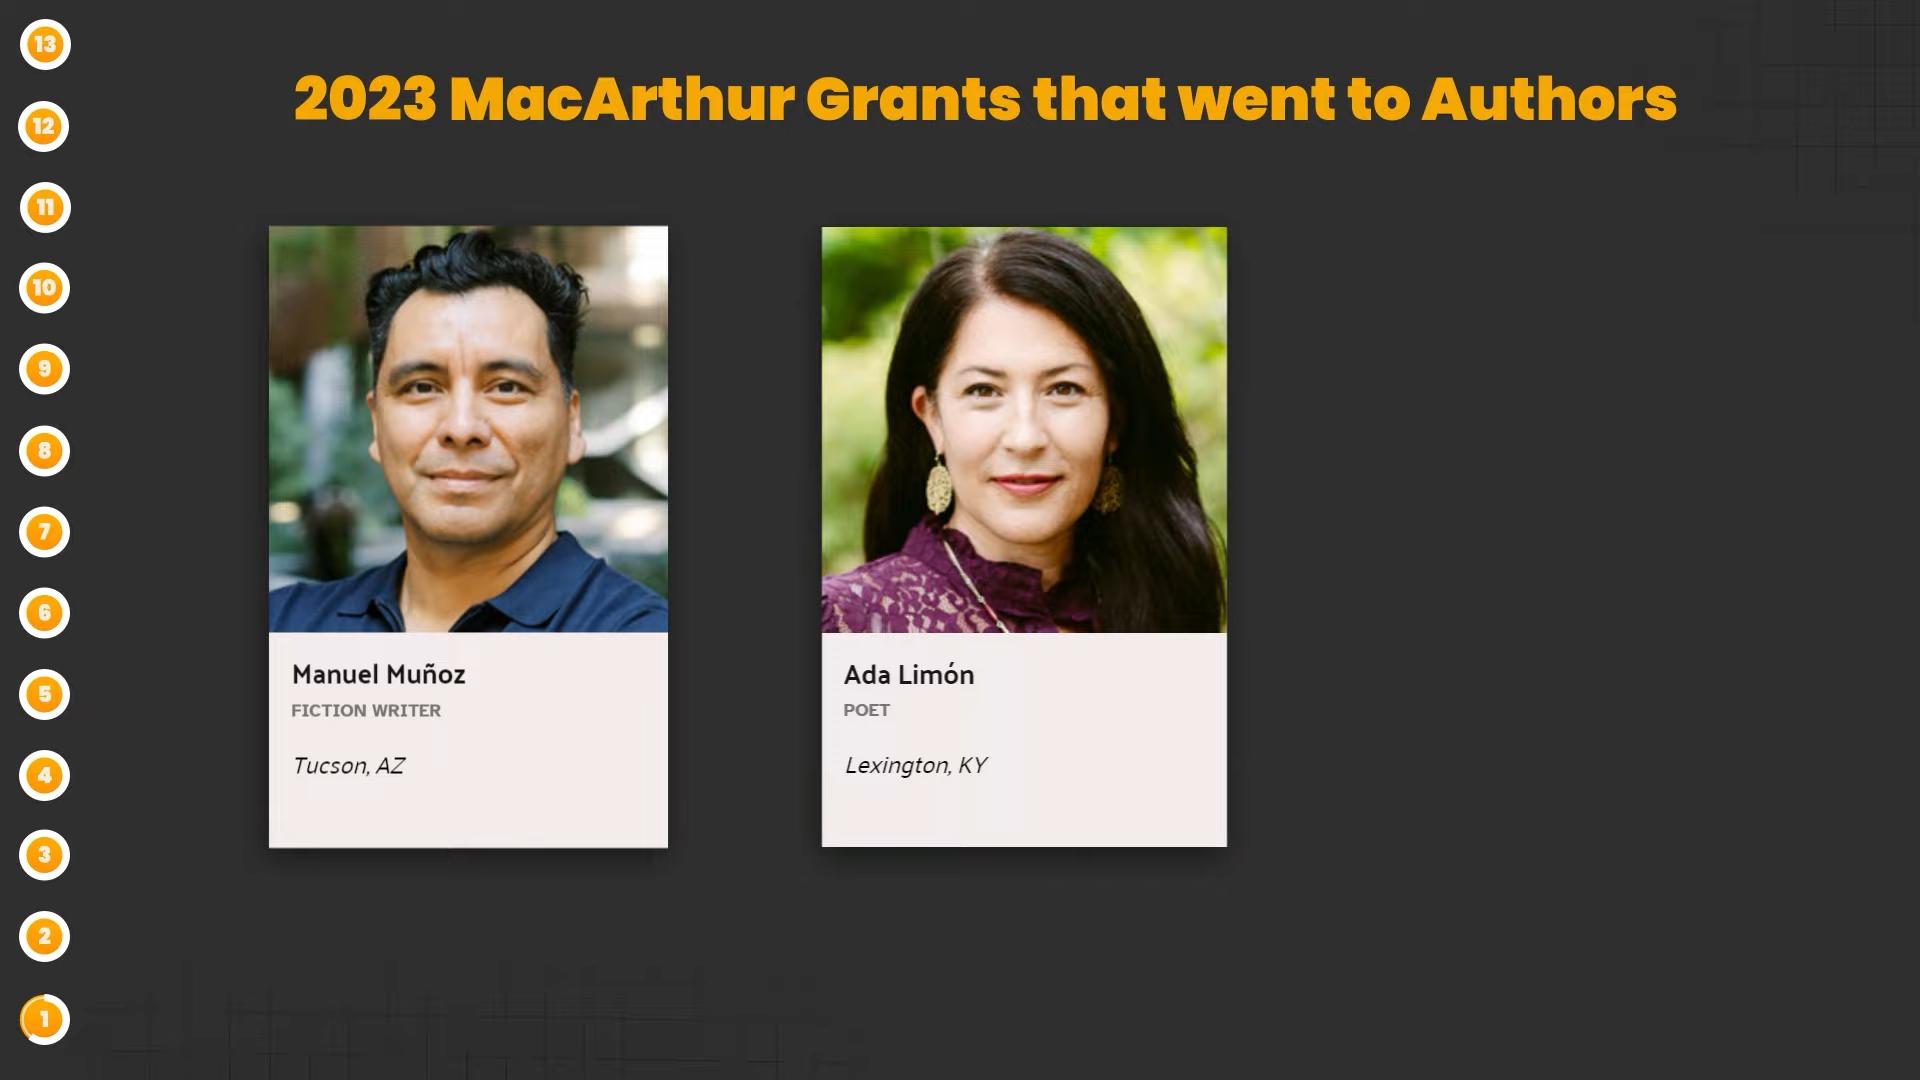 2023 MacArthur Grants that went to Authors
13
12
11
10
9
8
7
6
5
4
3
2
1
Manuel Muñoz
FICTION WRITER
Tucson, AZ
Ada Limón
POET
Lexington, KY